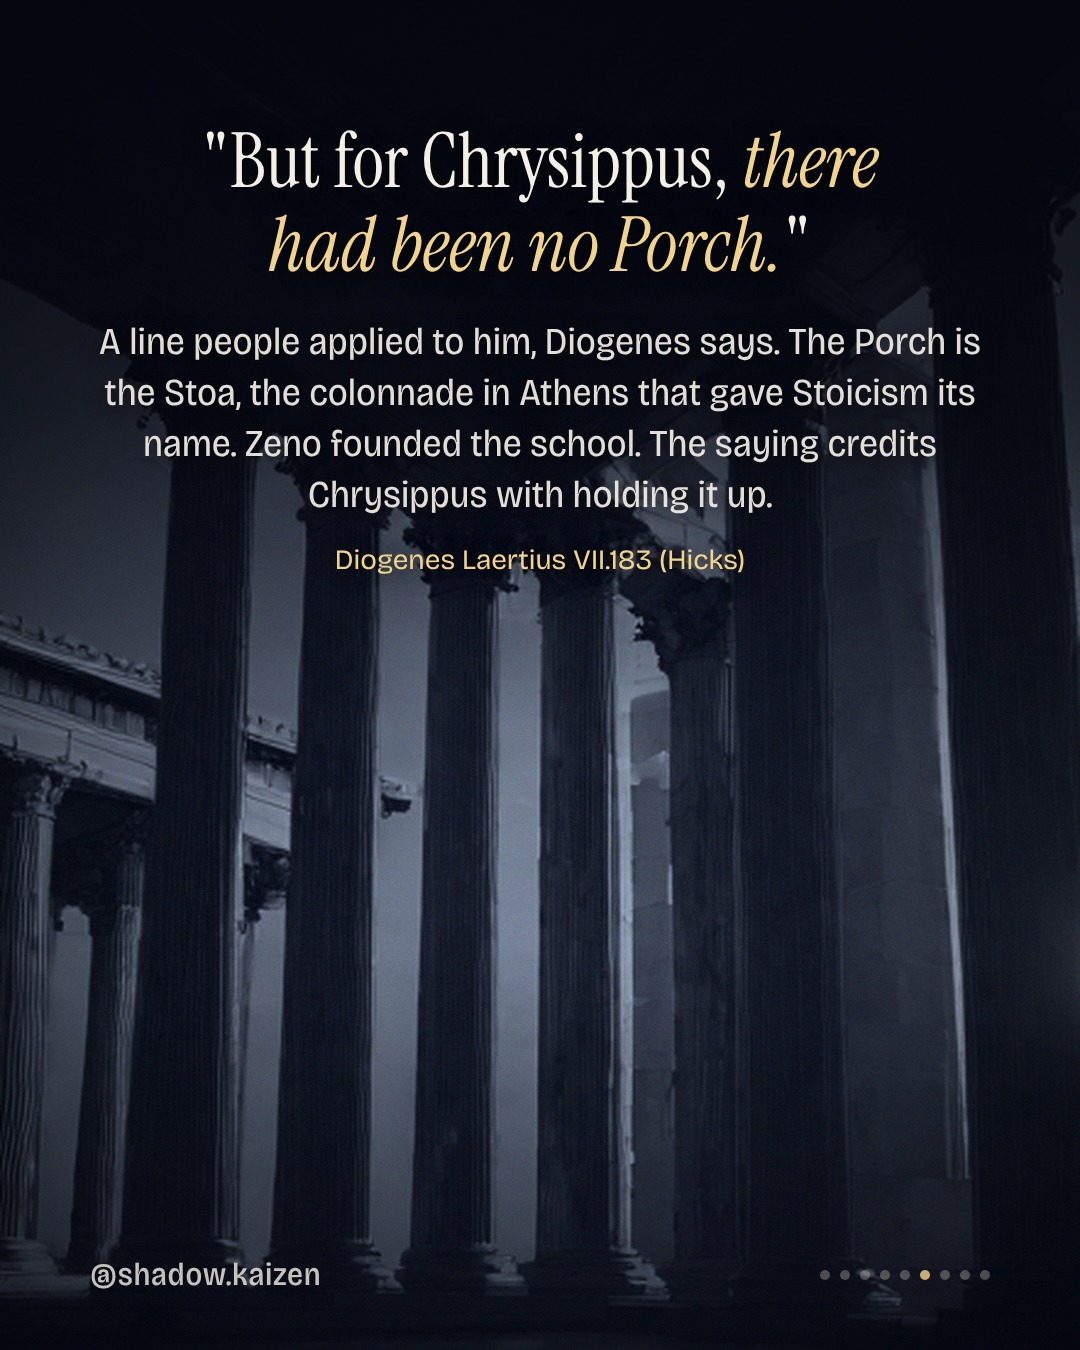 "But for Chrysippus, there
had been no Porch."
A line people applied to him, Diogenes says. The Porch is
the Stoa, the colonnade in Athens that gave Stoicism its
name. Zeno founded the school. The saying credits
Chrysippus with holding it up.
Diogenes Laertius VII.183 (Hicks)
@shadow.kaizen